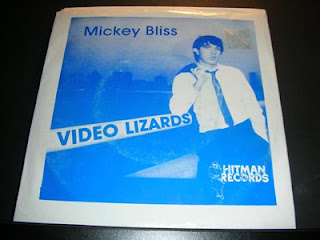 Mickey Bliss
VIDEO LIZARDS
HITMAN
RECORDS